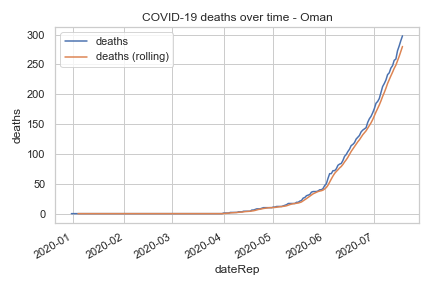 COVID-19 deaths over time - Oman
deaths
deaths (rolling)
300
250
200
150
100
50
0
deaths
2020-01
2020-02
2020-03
2020-04
2020-05
2020-06
2020-07
dateRep